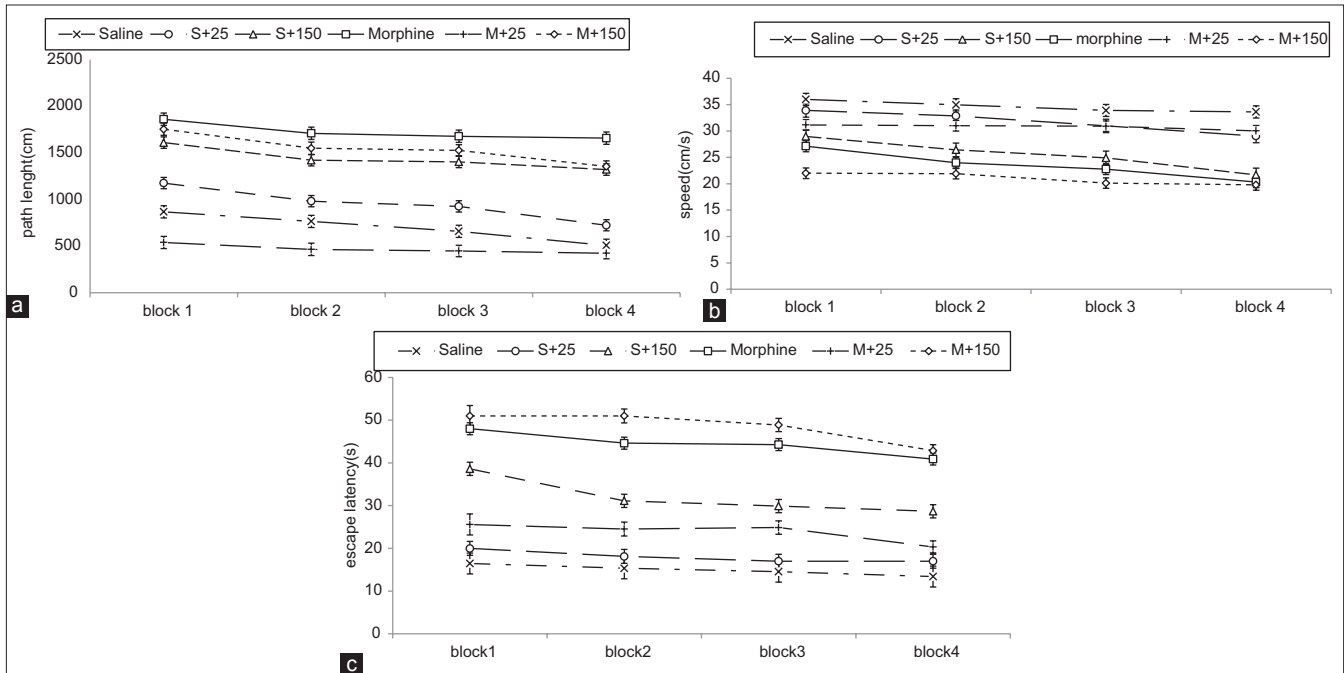 Saline S+25 S+150 Morphine M+25 M+150
2500
2000
1500
1000
500
0
path lenght(cm)
block 1 block 2 block 3 block 4
a
Saline S+25 S+150 morphine M+25 M+150
40
35
30
25
20
15
10
5
0
speed(cm/s)
block 1 block 2 block 3 block 4
b
Saline S+25 S+150 Morphine M+25 M+150
60
50
40
30
20
10
0
escape latency(s)
block1 block2 block3 block4
c